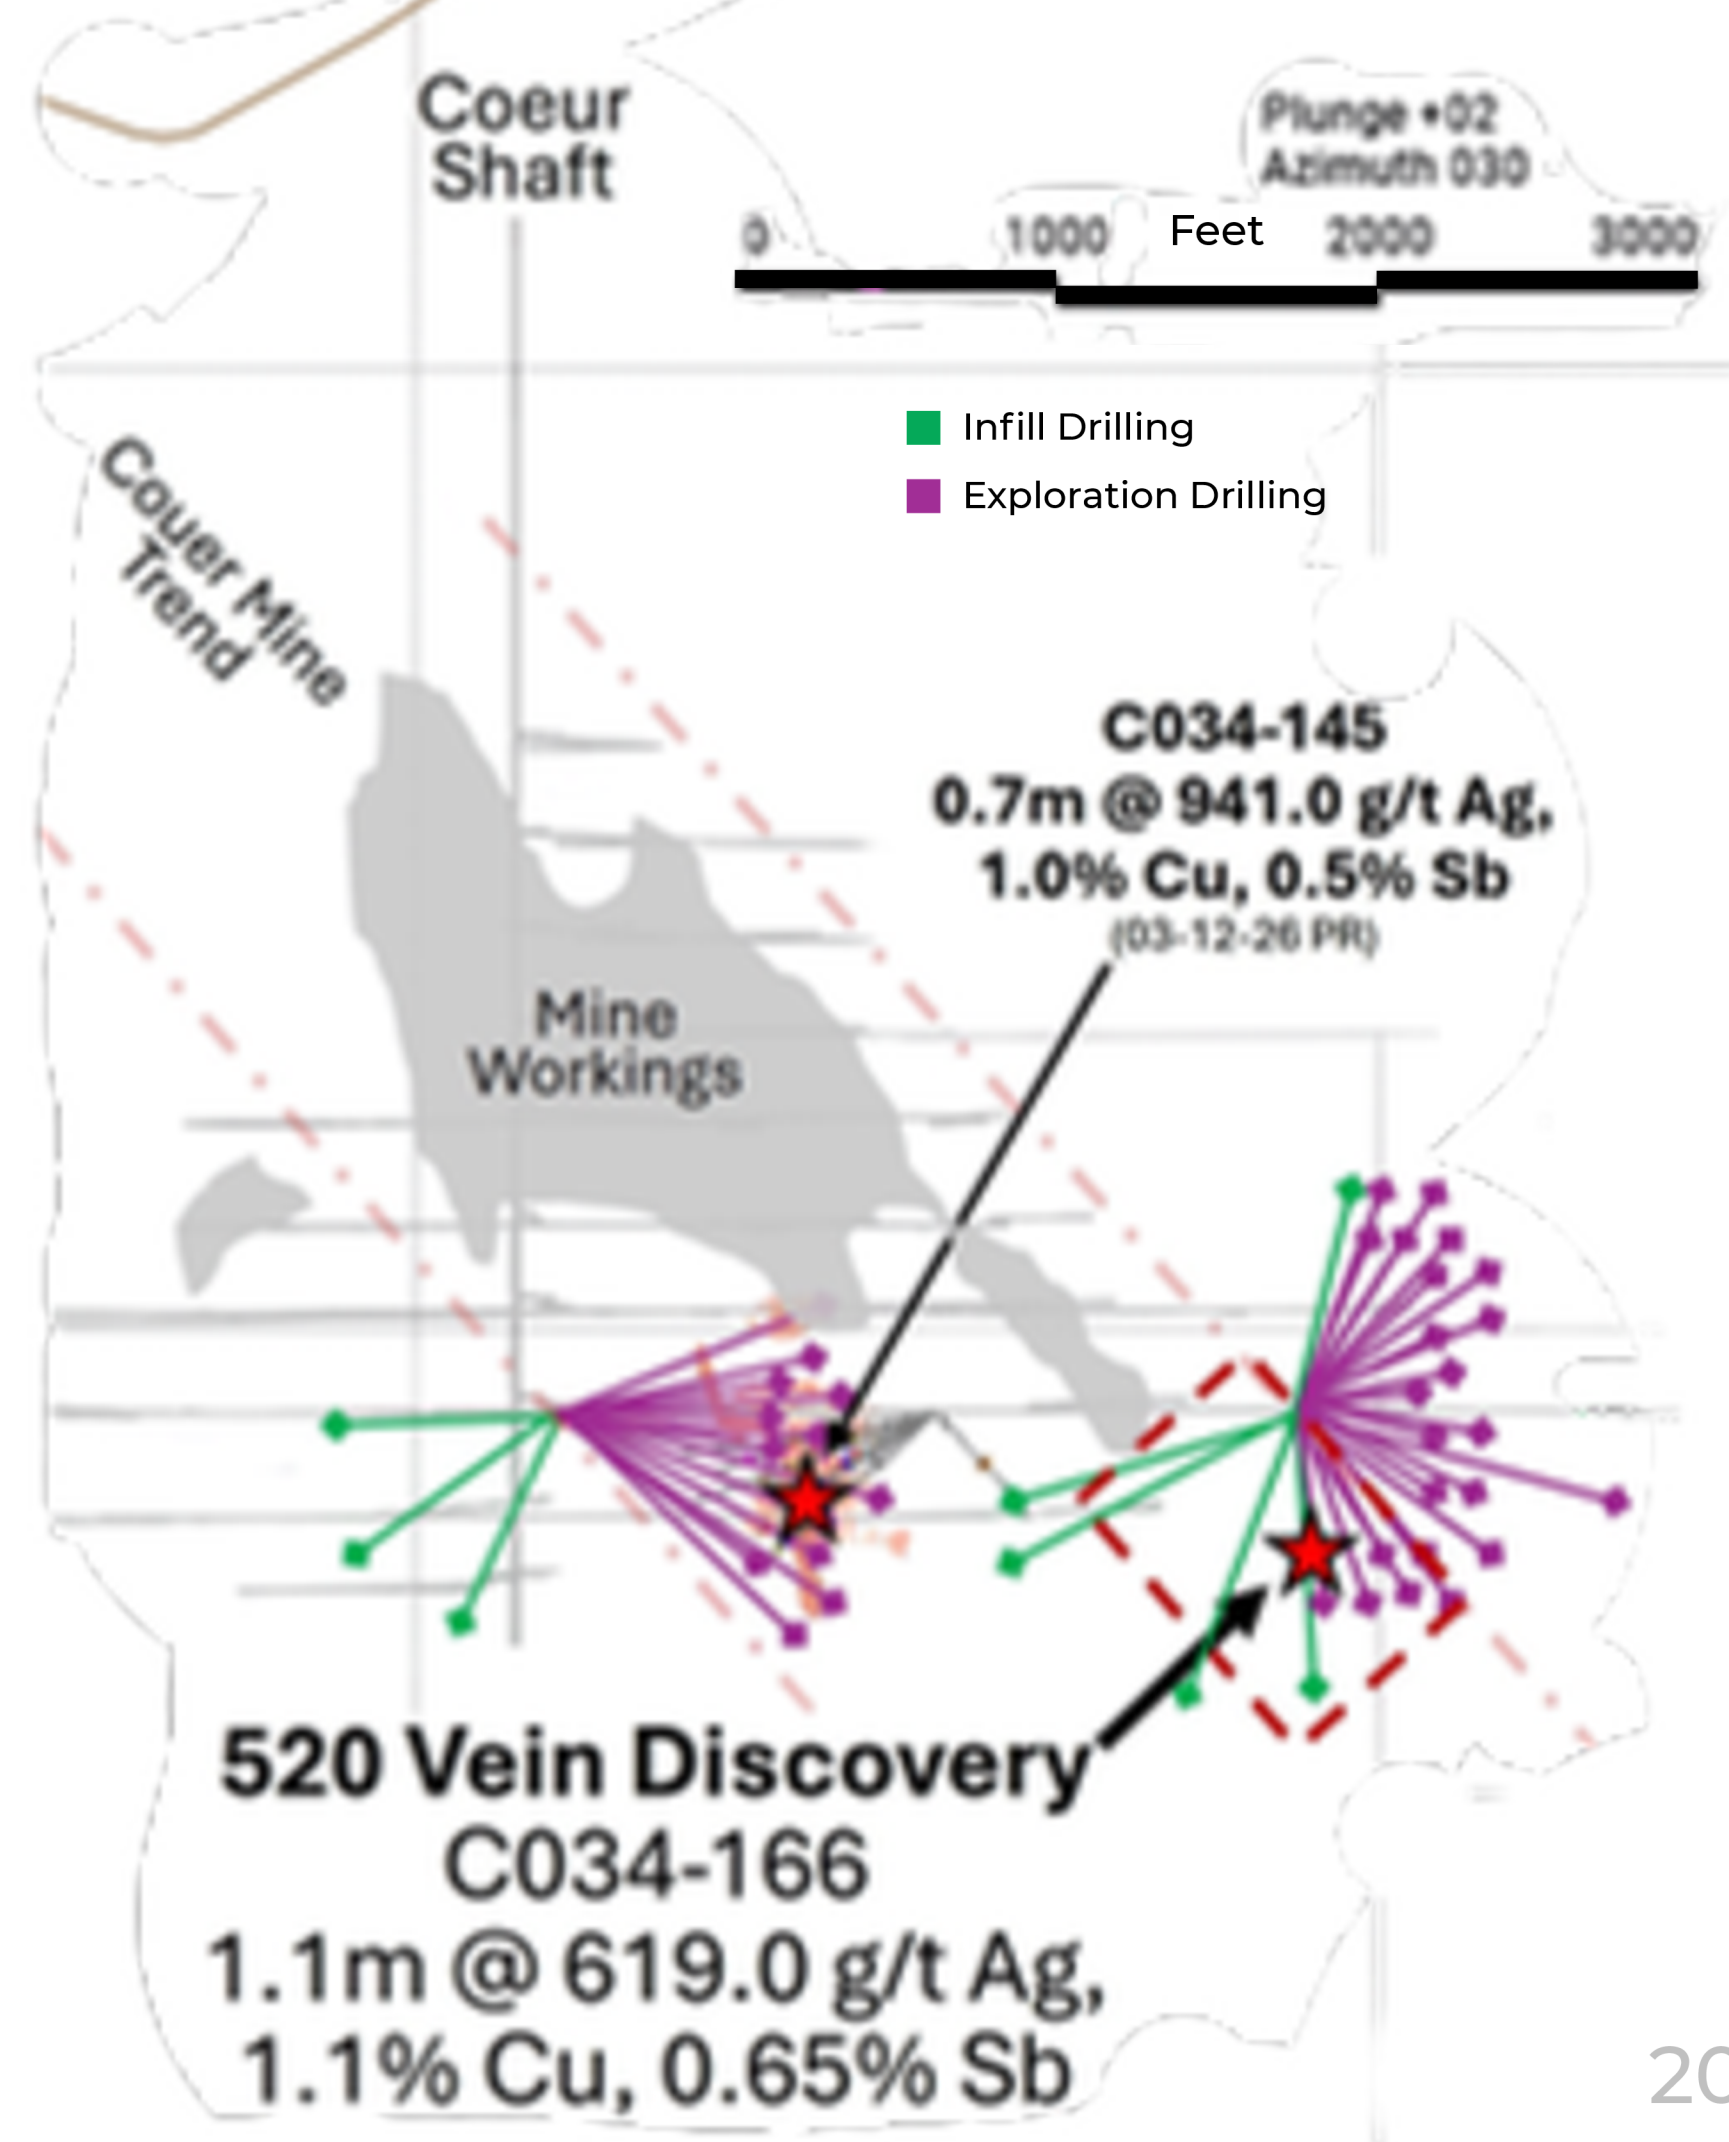 Coeur
Shaft
Plunge +02
Azimuth 030
0 1000 Feet 2000 3000
Infill Drilling
Exploration Drilling
Couer Mine
Trend
C034-145
0.7m @ 941.0 g/t Ag,
1.0% Cu, 0.5% Sb
(03-12-26 PR)
Mine
Workings
520 Vein Discovery
C034-166
1.1m @ 619.0 g/t Ag,
1.1% Cu, 0.65% Sb
20